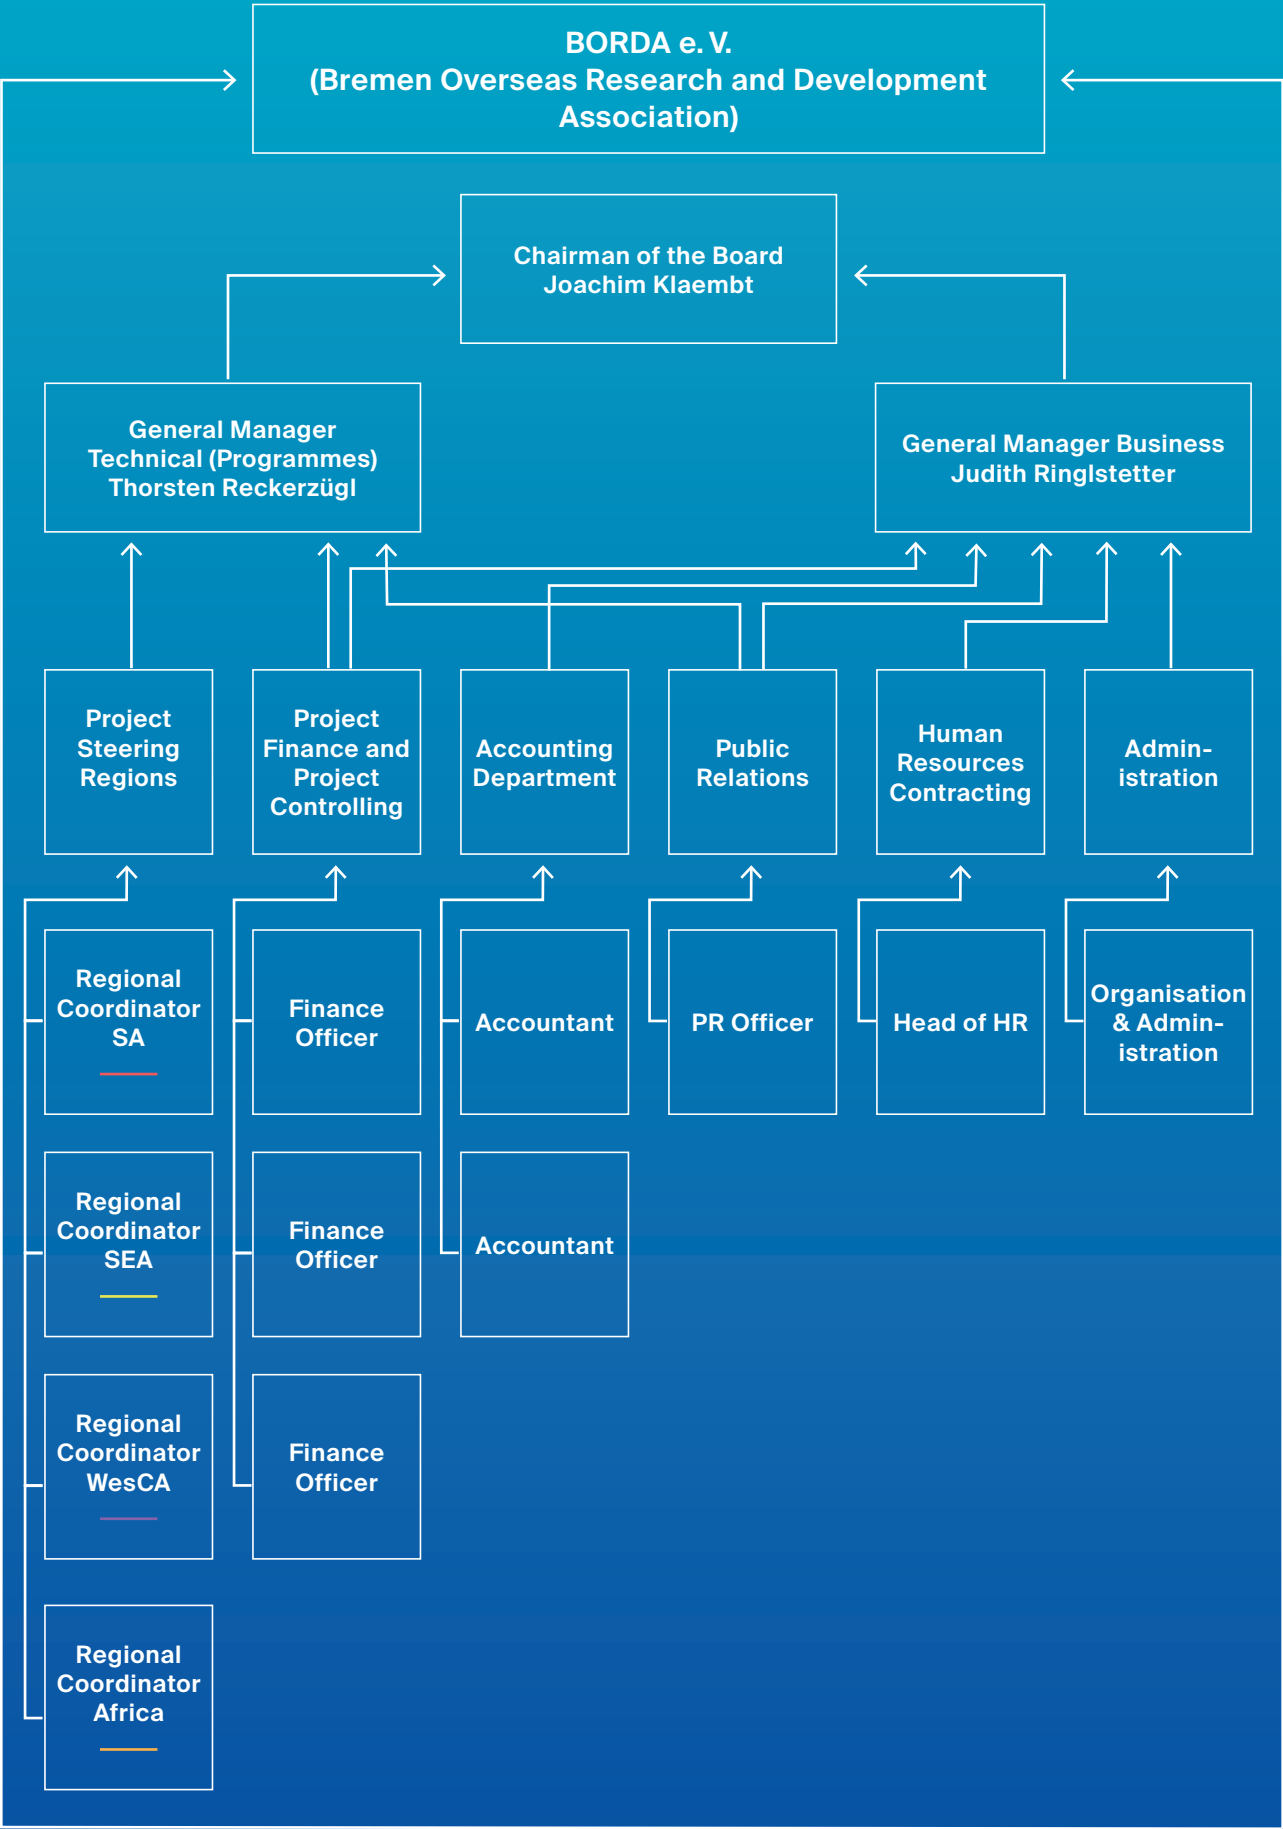 BORDA e. V.
(Bremen Overseas Research and Development
Association)
Chairman of the Board
Joachim Klaembt
General Manager
Technical (Programmes)
Thorsten Reckerzügl
General Manager Business
Judith Ringlstetter
Project
Steering
Regions
Project
Finance and
Project
Controlling
Accounting
Department
Public
Relations
Human
Resources
Contracting
Admin-
istration
Regional
Coordinator
SA
Finance
Officer
Accountant
PR Officer
Head of HR
Organisation
& Admin-
istration
Regional
Coordinator
SEA
Finance
Officer
Accountant
Regional
Coordinator
WesCA
Finance
Officer
Regional
Coordinator
Africa